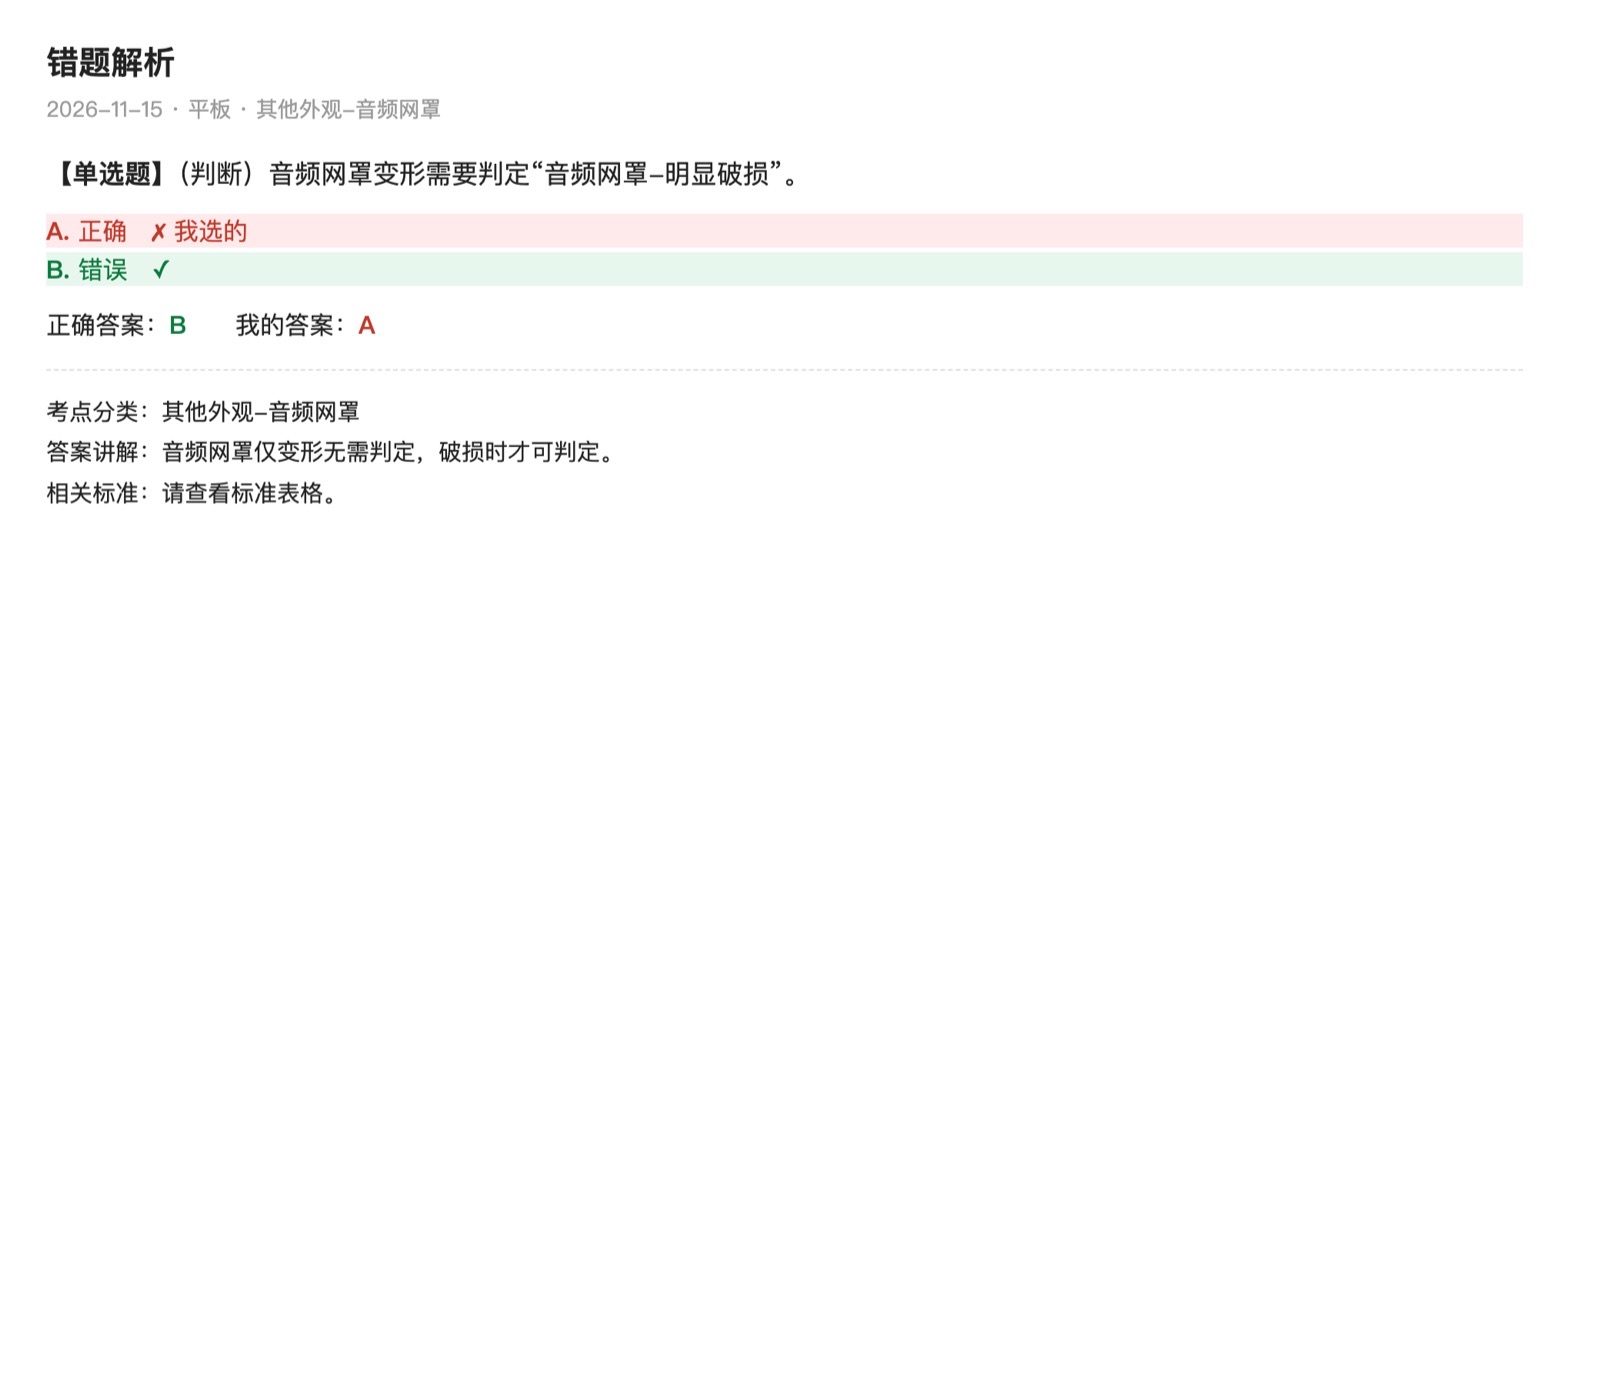 错题解析
2026-11-15 · 平板 · 其他外观-音频网罩
【单选题】（判断）音频网罩变形需要判定“音频网罩-明显破损”。
A. 正确 ✗ 我选的
B. 错误 ✓
正确答案：B 我的答案：A
考点分类：其他外观-音频网罩
答案讲解：音频网罩仅变形无需判定，破损时才可判定。
相关标准：请查看标准表格。